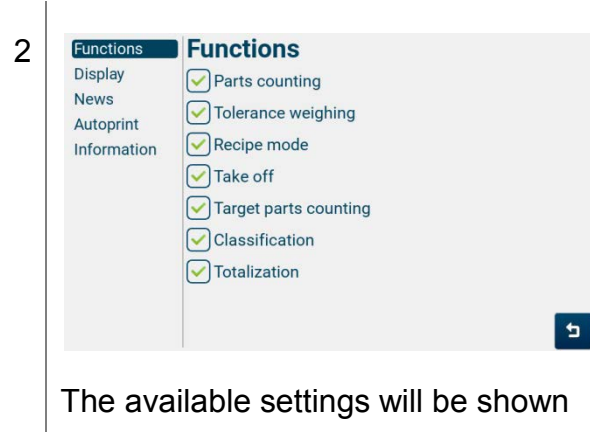 2
Functions
Display
News
Autoprint
Information
Functions
Parts counting
Tolerance weighing
Recipe mode
Take off
Target parts counting
Classification
Totalization
The available settings will be shown